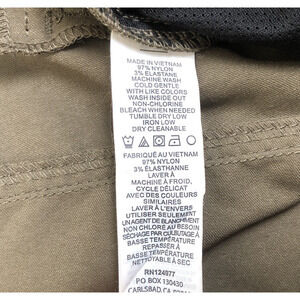 MADE IN VIETNAM
97% NYLON
3% ELASTANE
MACHINE WASH
COLD GENTLE
WITH LIKE COLORS
WASH INSIDE OUT
NON-CHLORINE
BLEACH WHEN NEEDED
TUMBLE DRY LOW
IRON LOW
DRY CLEANABLE
FABRIQUÉ AU VIETNAM
97% NYLON
3% ÉLASTHANNE
LAVER À
MACHINE À FROID,
CYCLE DÉLICAT
AVEC DES COULEURS
SIMILAIRES
LAVER À L'ENVERS
UTILISER SEULEMENT
UN AGENT DE BLANCHIMENT
NON CHLORÉ AU BESOIN
SÉCHAGE PAR CULBUTAGE À
BASSE TEMPÉRATURE
REPASSER À
BASSE TEMPÉRATURE
NETTOYABLE À SEC
RN124977
PO BOX 130430
CARLSBAD, CA